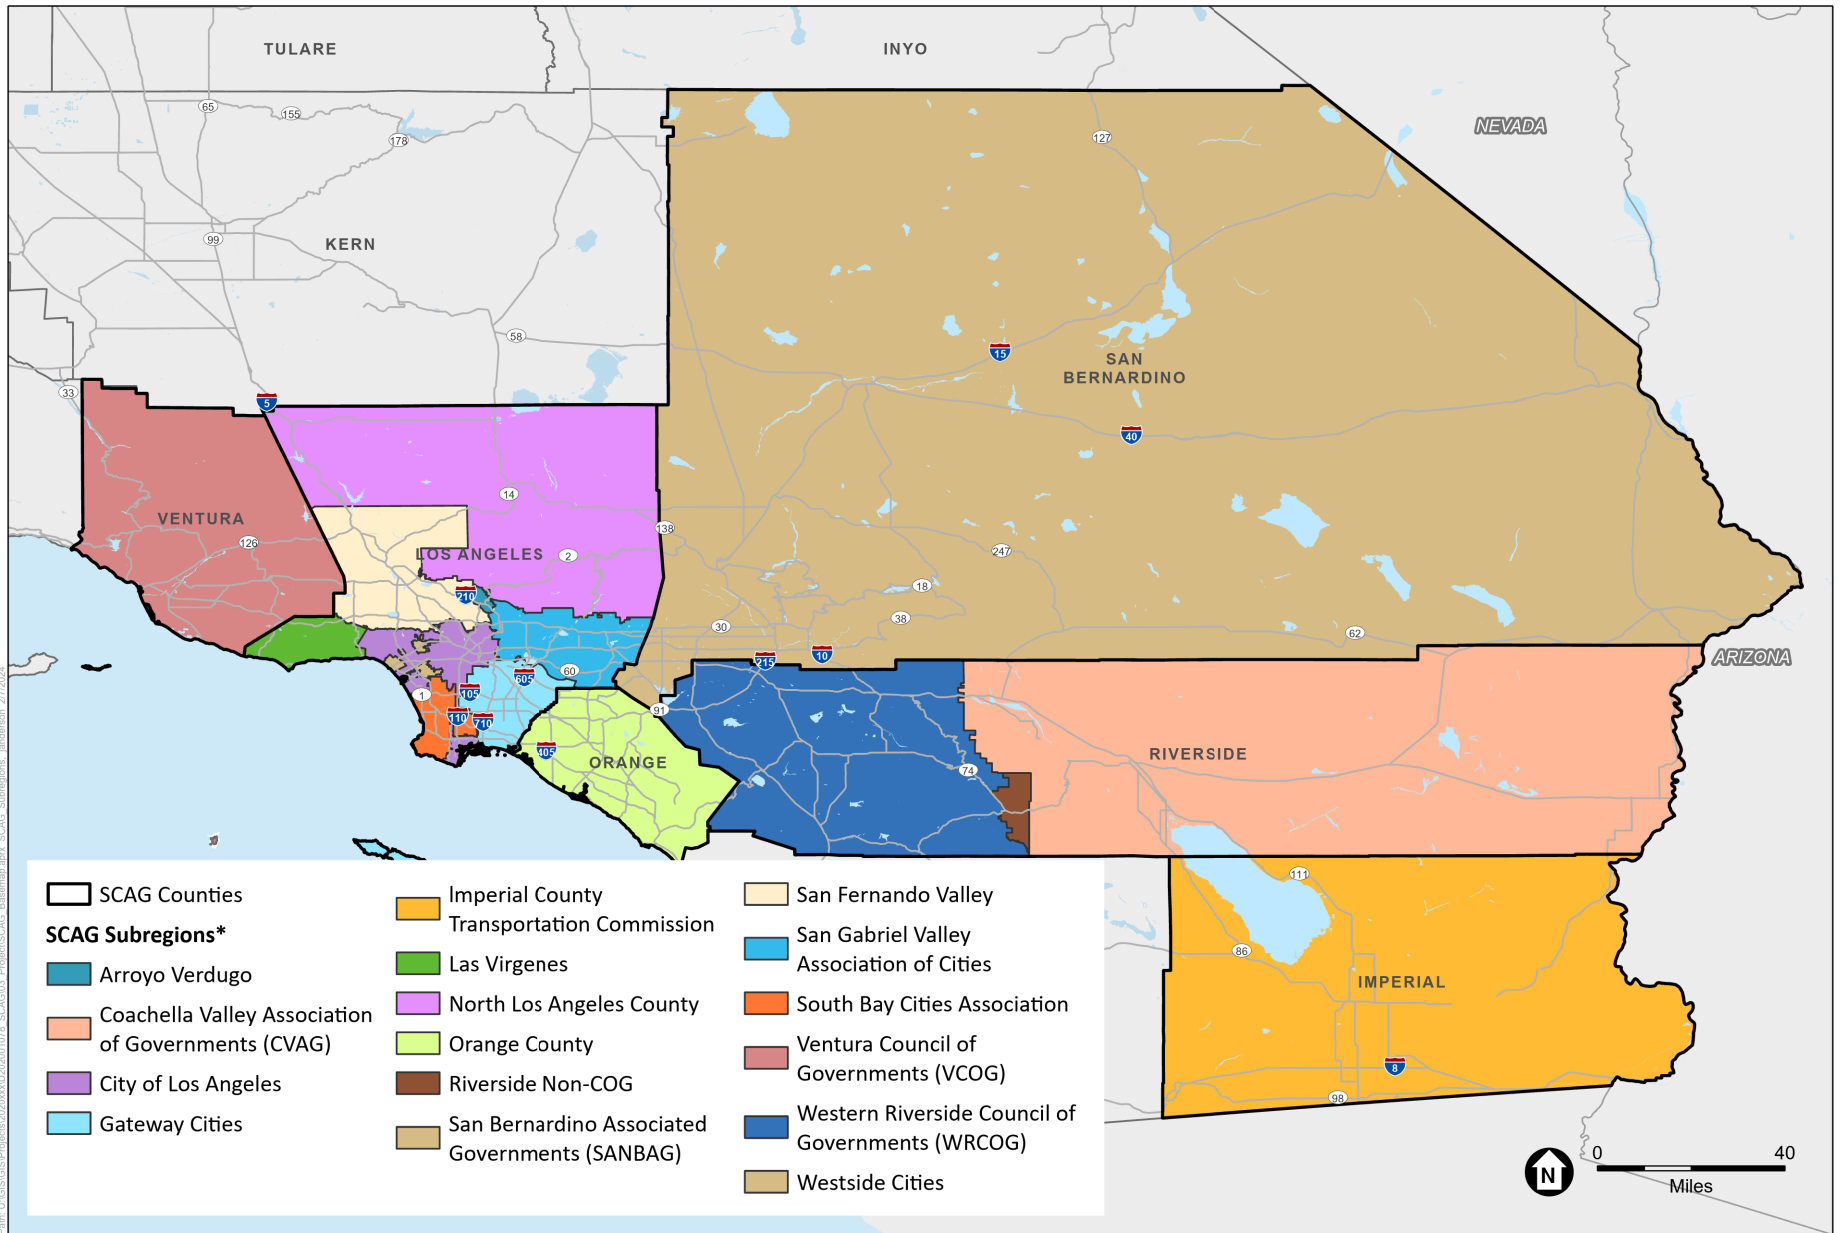 TULARE
INYO
NEVADA
65
155
178
127
99
KERN
58
15
SAN
BERNARDINO
33
5
40
14
VENTURA
138
126
LOS ANGELES
2
247
18
210
38
30
62
10
215
ARIZONA
60
605
1
105
91
110
710
405
ORANGE
RIVERSIDE
74
111
86
IMPERIAL
8
98
SCAG Counties
SCAG Subregions*
Arroyo Verdugo
Coachella Valley Association
of Governments (CVAG)
City of Los Angeles
Gateway Cities
Imperial County
Transportation Commission
Las Virgenes
North Los Angeles County
Orange County
Riverside Non-COG
San Bernardino Associated
Governments (SANBAG)
San Fernando Valley
San Gabriel Valley
Association of Cities
South Bay Cities Association
Ventura Council of
Governments (VCOG)
Western Riverside Council of
Governments (WRCOG)
Westside Cities
N
0 40
Miles